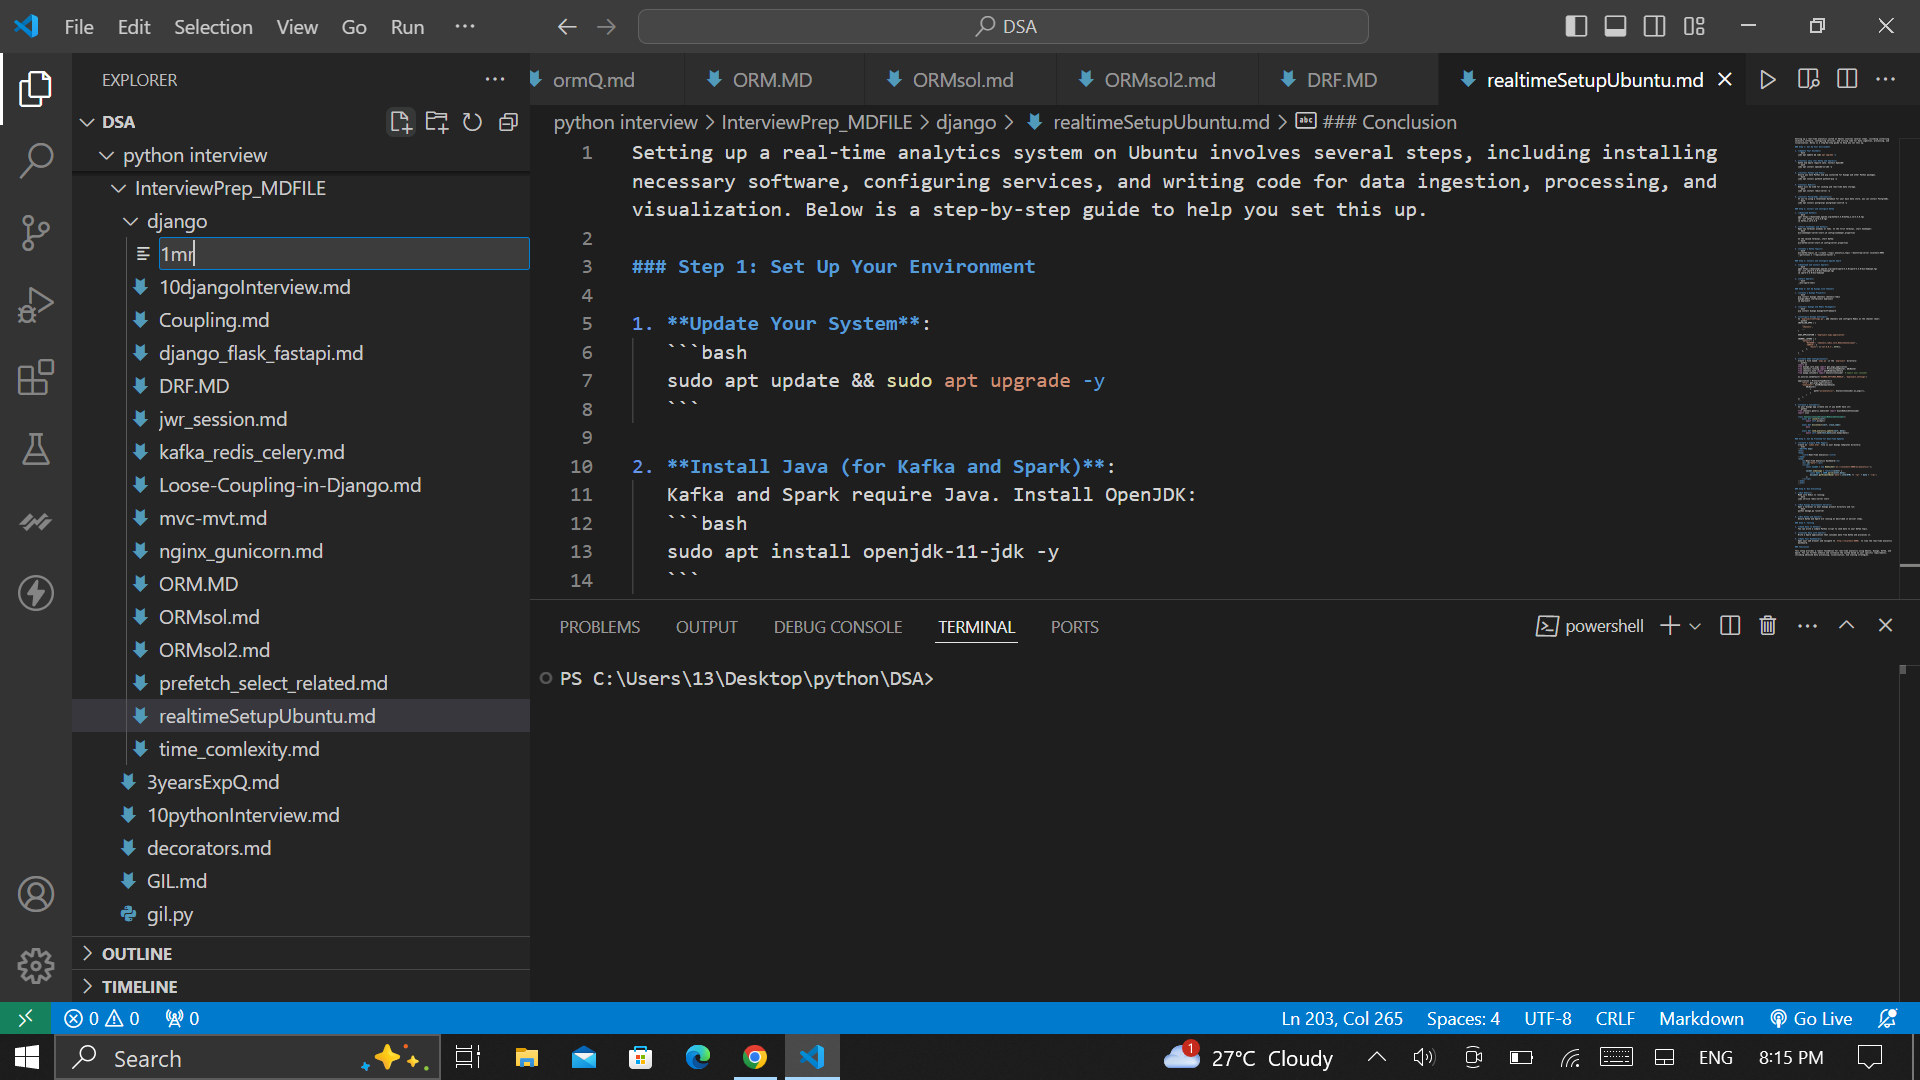 File Edit Selection View Go Run ···
DSA
EXPLORER ···
DSA
python interview
InterviewPrep_MDFILE
django
1mr
10djangoInterview.md
Coupling.md
django_flask_fastapi.md
DRF.MD
jwr_session.md
kafka_redis_celery.md
Loose-Coupling-in-Django.md
mvc-mvt.md
nginx_gunicorn.md
ORM.MD
ORMsol.md
ORMsol2.md
prefetch_select_related.md
realtimeSetupUbuntu.md
time_comlexity.md
3yearsExpQ.md
10pythonInterview.md
decorators.md
GIL.md
gil.py
OUTLINE
TIMELINE
ormQ.md ORM.MD ORMsol.md ORMsol2.md DRF.MD realtimeSetupUbuntu.md
python interview > InterviewPrep_MDFILE > django > realtimeSetupUbuntu.md > abc ### Conclusion
1 Setting up a real-time analytics system on Ubuntu involves several steps, including installing
necessary software, configuring services, and writing code for data ingestion, processing, and
visualization. Below is a step-by-step guide to help you set this up.
2
3 ### Step 1: Set Up Your Environment
4
5 1. **Update Your System**:
6 ```bash
7 sudo apt update && sudo apt upgrade -y
8 ```
9
10 2. **Install Java (for Kafka and Spark)**:
11 Kafka and Spark require Java. Install OpenJDK:
12 ```bash
13 sudo apt install openjdk-11-jdk -y
14 ```
PROBLEMS OUTPUT DEBUG CONSOLE TERMINAL PORTS powershell
PS C:\Users\13\Desktop\python\DSA>
0 0 0 Ln 203, Col 265 Spaces: 4 UTF-8 CRLF Markdown Go Live
Search 1 27°C Cloudy ENG 8:15 PM